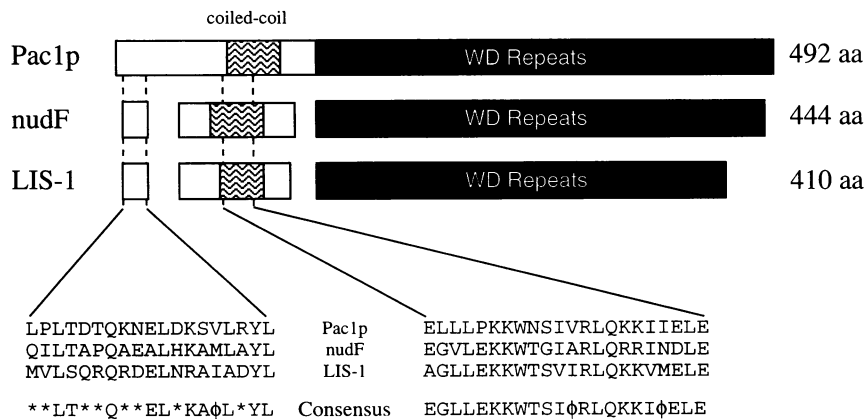 coiled-coil
Pac1p WD Repeats 492 aa
nudF WD Repeats 444 aa
LIS-1 WD Repeats 410 aa
LPLTDTQKNELDKSVLRYL Pac1p ELLLPKKWNSIVRLQKKIIELE
QILTAPQAEALHKAMLAYL nudF EGVLEKKWTGIARLQRRINDLE
MVLSQRQRDELNRAIADYL LIS-1 AGLLEKKWTSVIRLQKKVMELE
**LT**Q**EL*KAϕL*YL Consensus EGLLEKKWTSIϕRLQKKIϕELE